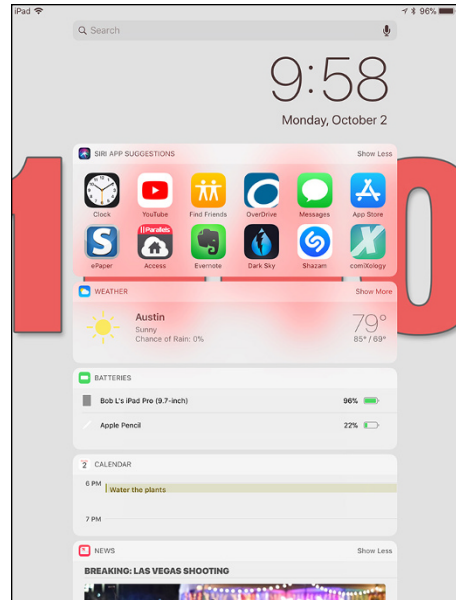 iPad 96%
Search
9:58
Monday, October 2
SIRI APP SUGGESTIONS Show Less
Clock YouTube Find Friends OverDrive Messages App Store
ePaper Access Evernote Dark Sky Shazam comiXology
1 0
WEATHER Show More
Austin 79°
Sunny 85° / 69°
Chance of Rain: 0%
BATTERIES
Bob L's iPad Pro (9.7-inch) 96%
Apple Pencil 22%
2 CALENDAR
6 PM Water the plants
7 PM
NEWS Show Less
BREAKING: LAS VEGAS SHOOTING